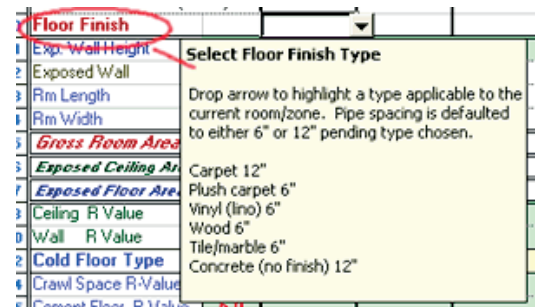 Floor Finish
Exp. Wall Height
Select Floor Finish Type
Exposed Wall
Drop arrow to highlight a type applicable to the
Rm Length
current room/zone. Pipe spacing is defaulted
Rm Width
to either 6" or 12" pending type chosen.
Gross Room Area
Carpet 12"
Exposed Ceiling
Plush carpet 6"
Exposed Floor
Vinyl (lino) 6"
Ceiling R Value
Wood 6"
Wall R Value
Tile/marble 6"
Cold Floor Type
Concrete (no finish) 12"
Crawl Space R-Value
Cement Floor R-Value